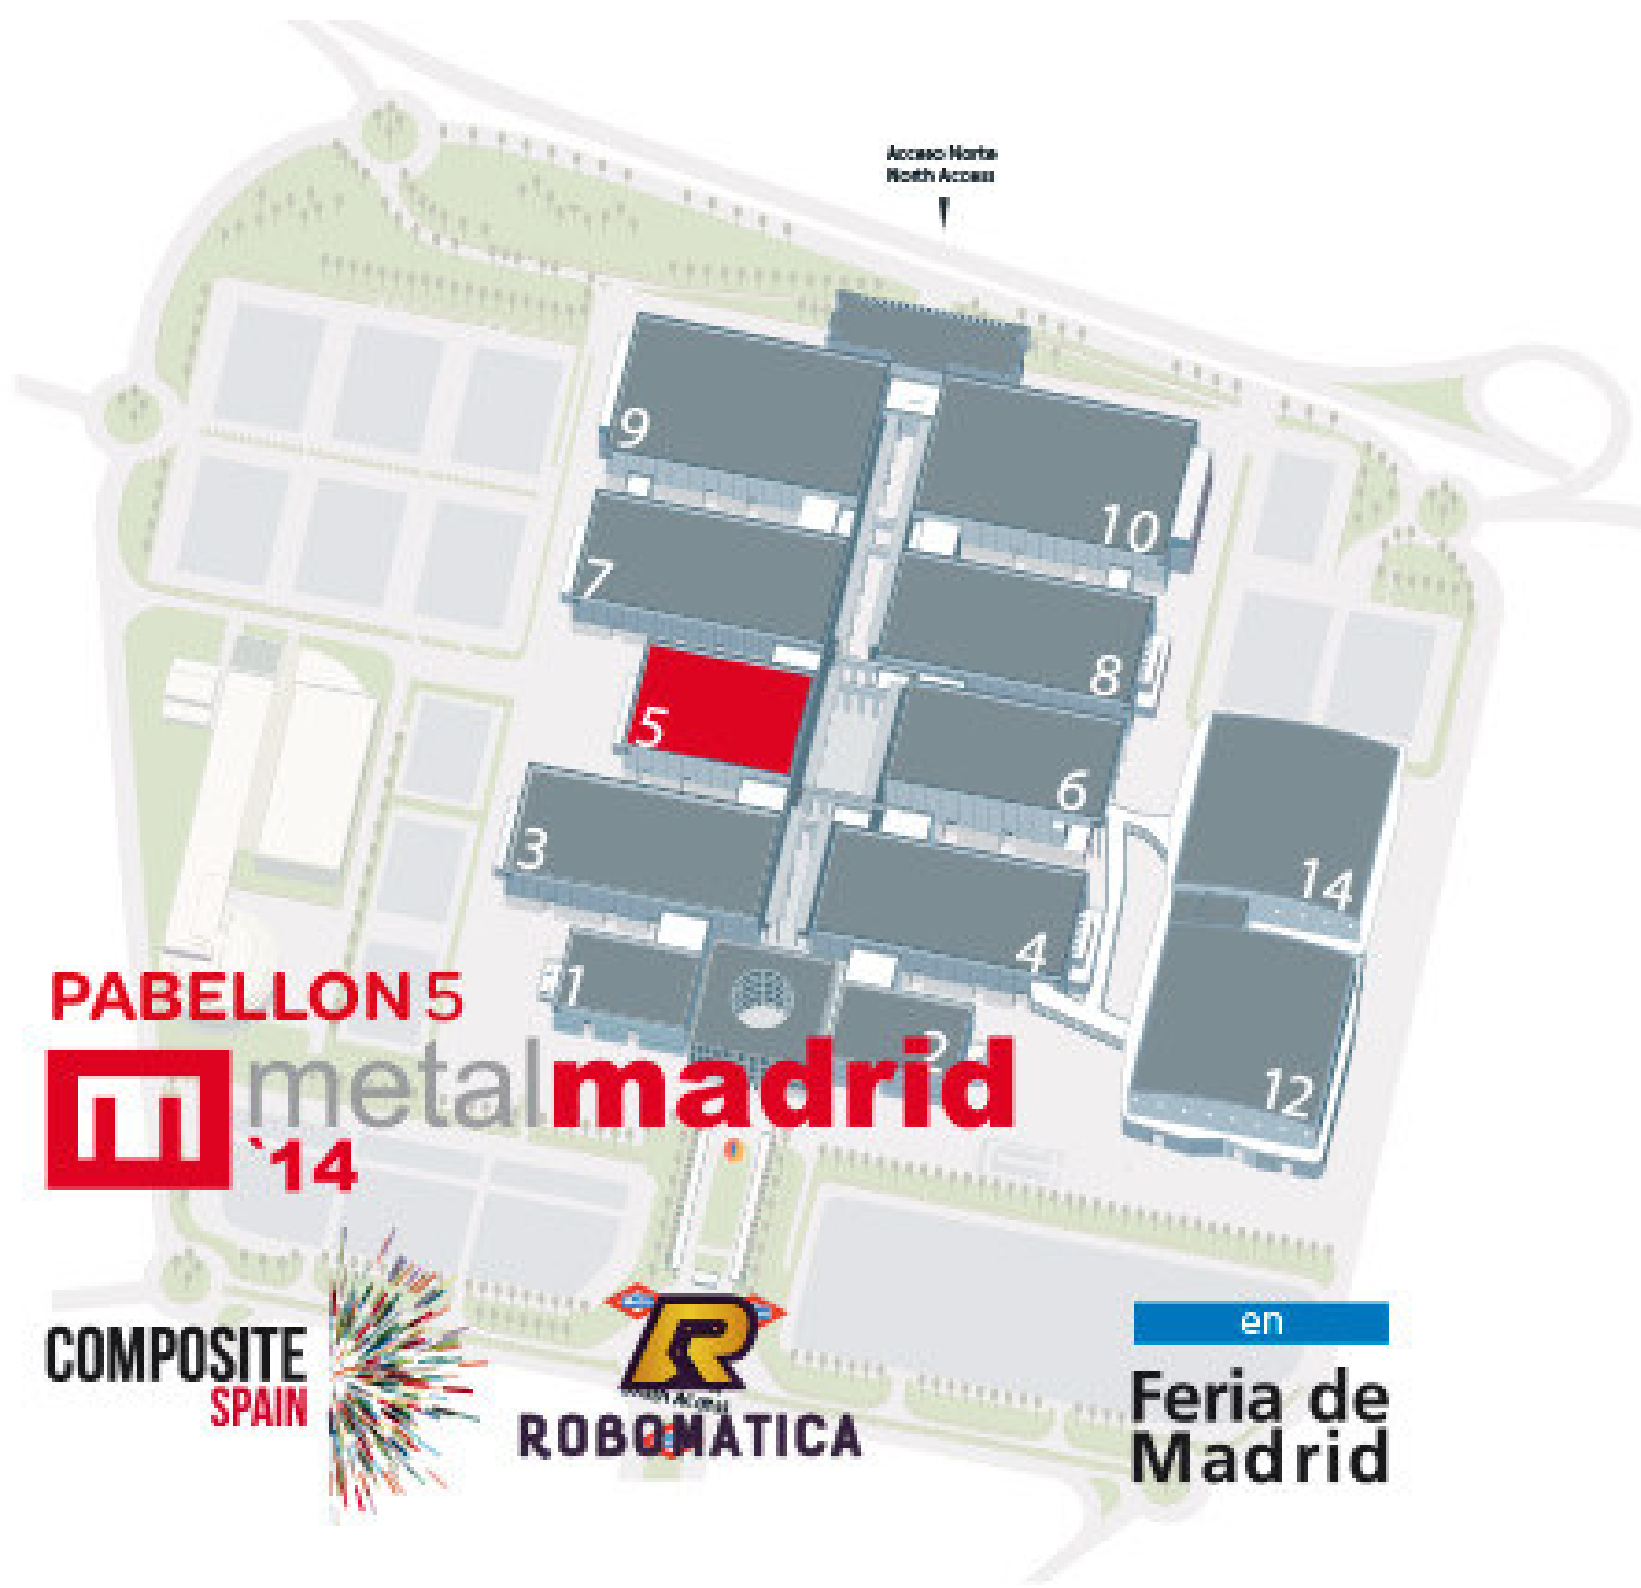 Acceso Norte
North Access
9
10
7
8
5
6
3
14
4
1
2
12
PABELLON 5
metalmadrid
`14
COMPOSITE
SPAIN
R
ROBOMÁTICA
en
Feria de
Madrid